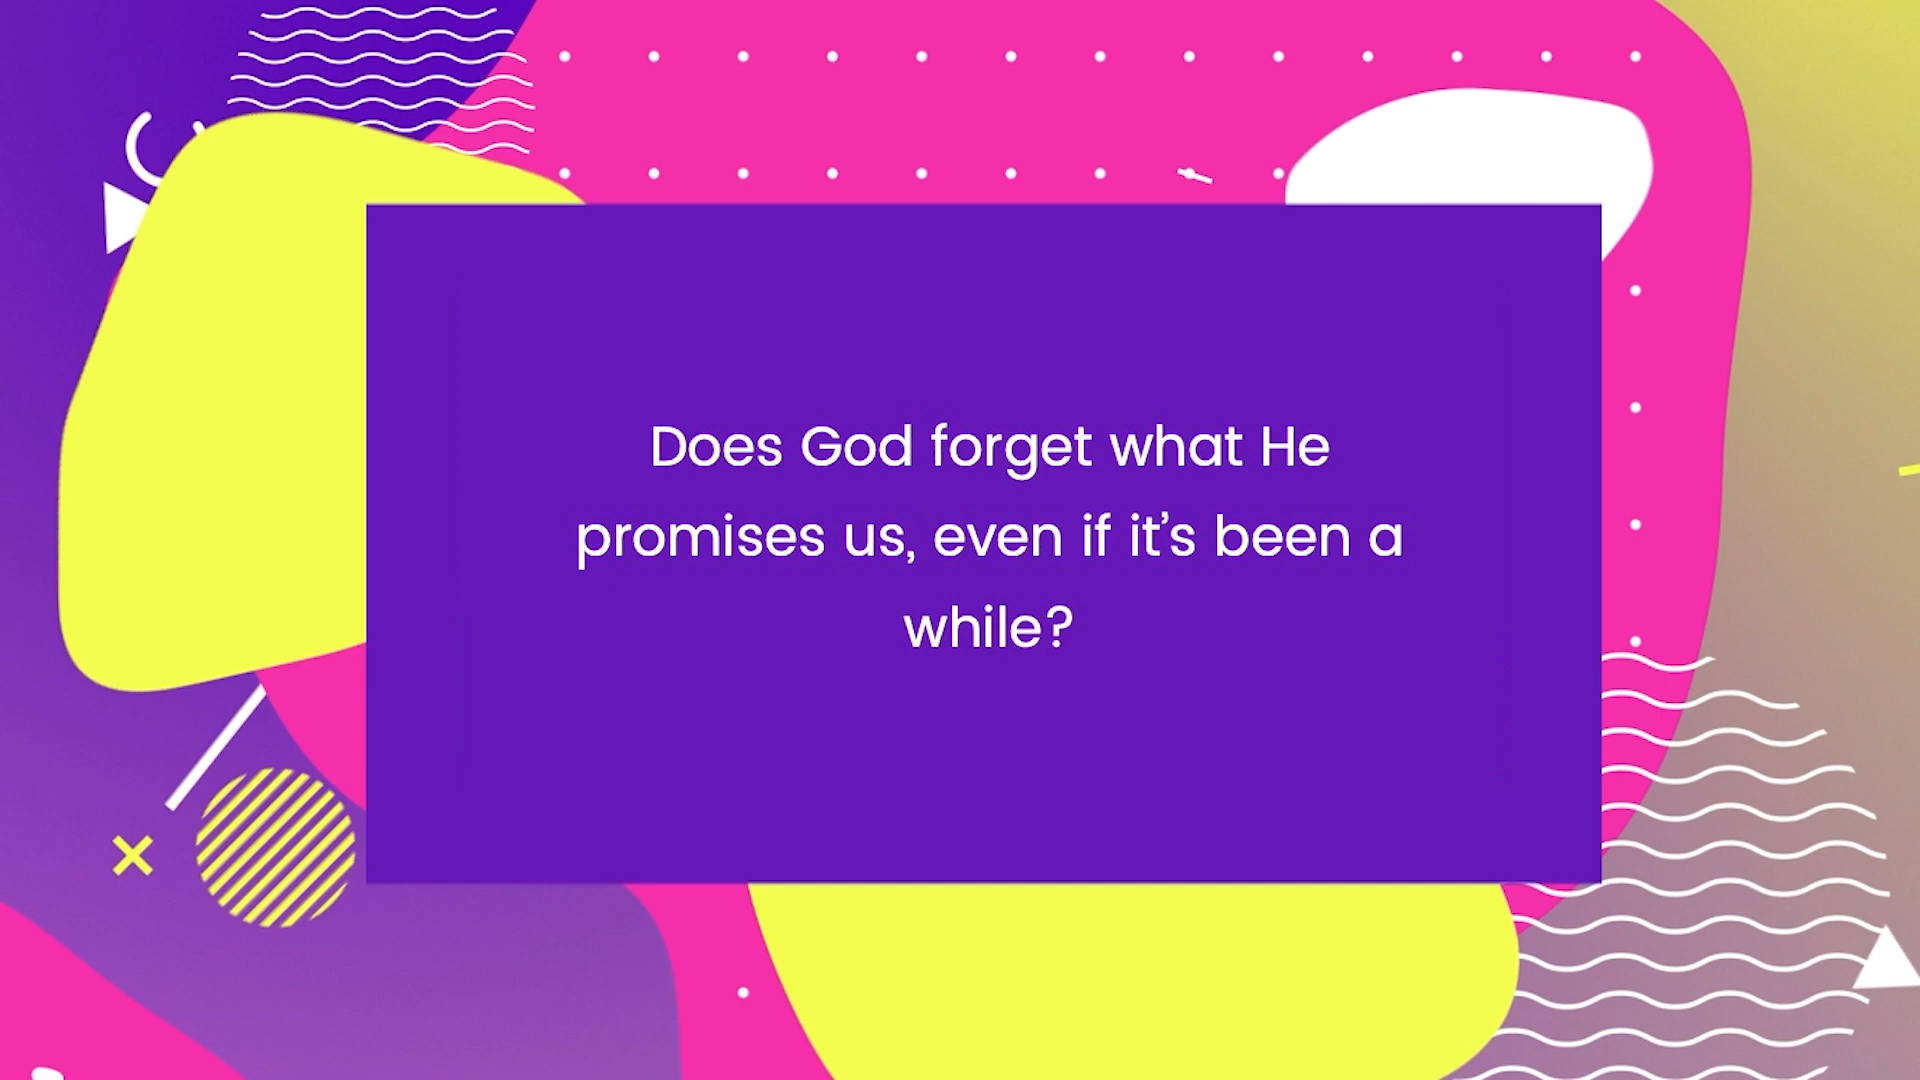 Does God forget what He
promises us, even if it’s been a
while?